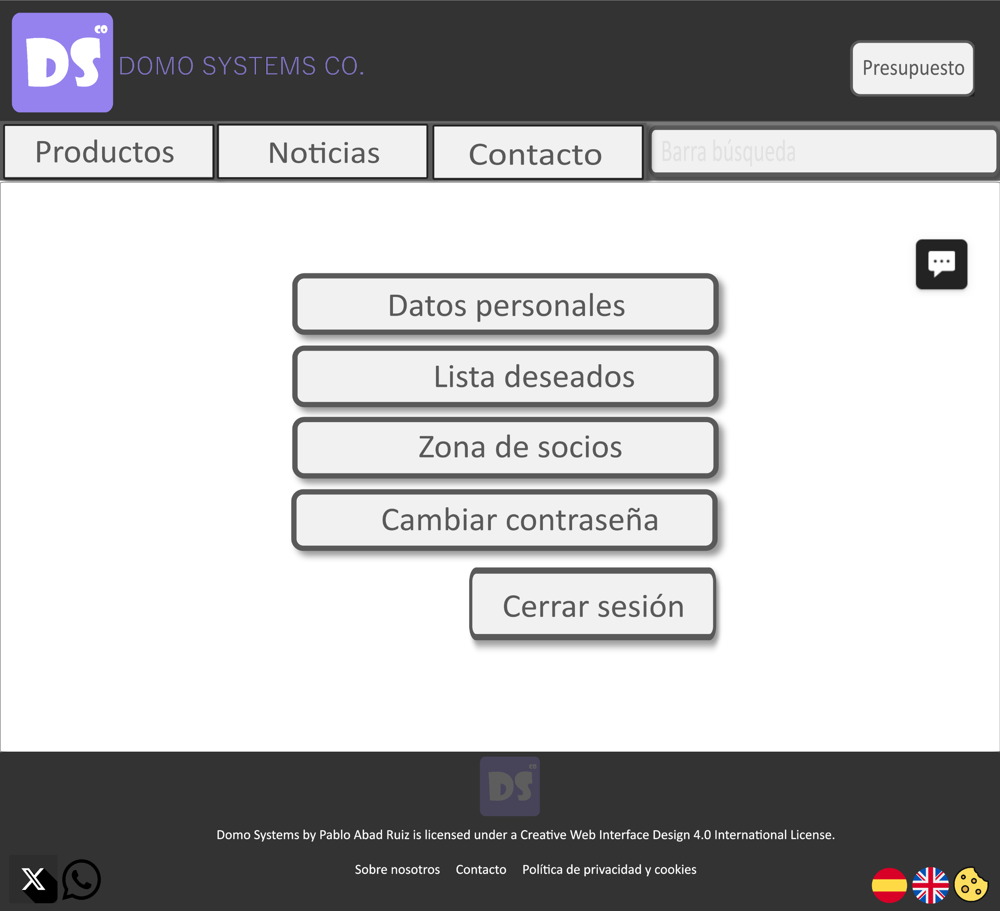 DS co
DOMO SYSTEMS CO.
Presupuesto
Productos
Noticias
Contacto
Barra búsqueda
Datos personales
Lista deseados
Zona de socios
Cambiar contraseña
Cerrar sesión
DS co
Domo Systems by Pablo Abad Ruiz is licensed under a Creative Web Interface Design 4.0 International License.
Sobre nosotros Contacto Política de privacidad y cookies
X